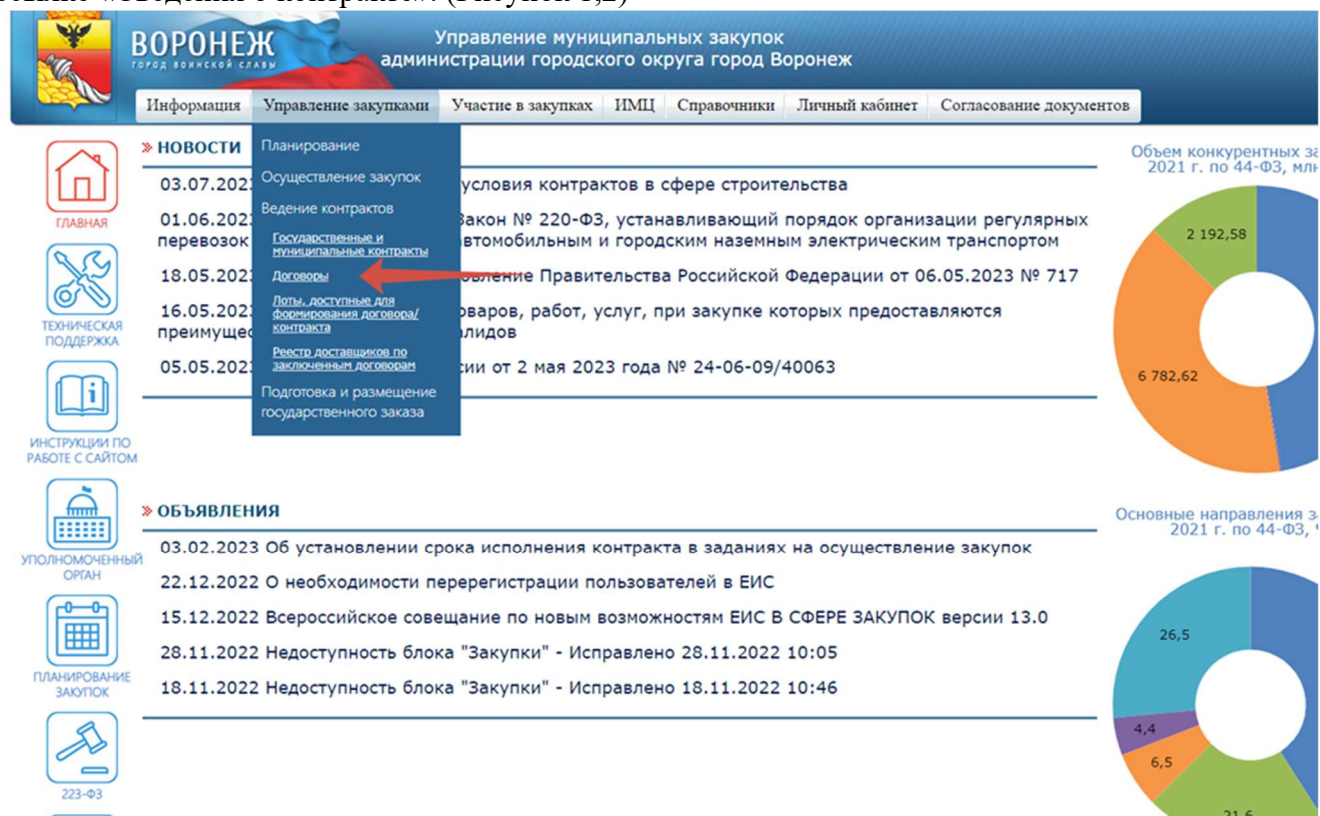 ВОРОНЕЖ
ГОРОД ВОИНСКОЙ СЛАВЫ
Управление муниципальных закупок
администрации городского округа город Воронеж
Информация Управление закупками Участие в закупках ИМЦ Справочники Личный кабинет Согласование документов
ГЛАВНАЯ
ТЕХНИЧЕСКАЯ
ПОДДЕРЖКА
ИНСТРУКЦИИ ПО
РАБОТЕ С САЙТОМ
УПОЛНОМОЧЕННЫЙ
ОРГАН
ПЛАНИРОВАНИЕ
ЗАКУПОК
223-ФЗ
Планирование
Осуществление закупок
Ведение контрактов
Государственные и
муниципальные контракты
Договоры
Лоты, доступные для
формирования договора/
контракта
Реестр доставщиков по
заключенным договорам
Подготовка и размещение
государственного заказа
» НОВОСТИ
03.07.202 условия контрактов в сфере строительства
01.06.202 Закон № 220-ФЗ, устанавливающий порядок организации регулярных
перевозок автомобильным и городским наземным электрическим транспортом
18.05.202 Правительства Российской Федерации от 06.05.2023 № 717
16.05.202 оваров, работ, услуг, при закупке которых предоставляются
преимущес алидов
05.05.202 сии от 2 мая 2023 года № 24-06-09/40063
» ОБЪЯВЛЕНИЯ
03.02.2023 Об установлении срока исполнения контракта в заданиях на осуществление закупок
22.12.2022 О необходимости перерегистрации пользователей в ЕИС
15.12.2022 Всероссийское совещание по новым возможностям ЕИС В СФЕРЕ ЗАКУПОК версии 13.0
28.11.2022 Недоступность блока "Закупки" - Исправлено 28.11.2022 10:05
18.11.2022 Недоступность блока "Закупки" - Исправлено 18.11.2022 10:46
Объем конкурентных за
2021 г. по 44-ФЗ, млн
2 192,58
6 782,62
Основные направления з
2021 г. по 44-ФЗ,
26,5
4,4
6,5